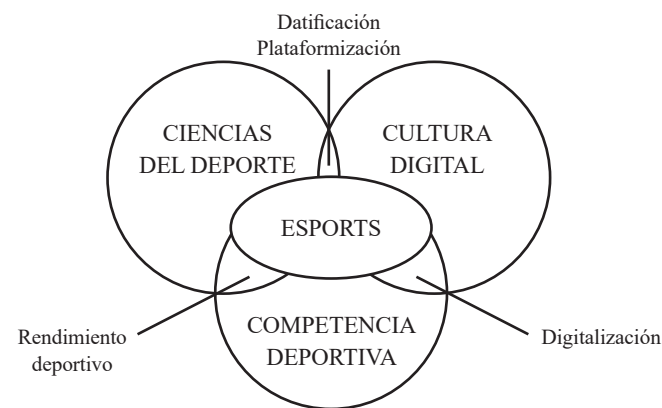 Datificación
Plataformización
CIENCIAS
DEL DEPORTE
CULTURA
DIGITAL
ESPORTS
Rendimiento
deportivo
COMPETENCIA
DEPORTIVA
Digitalización